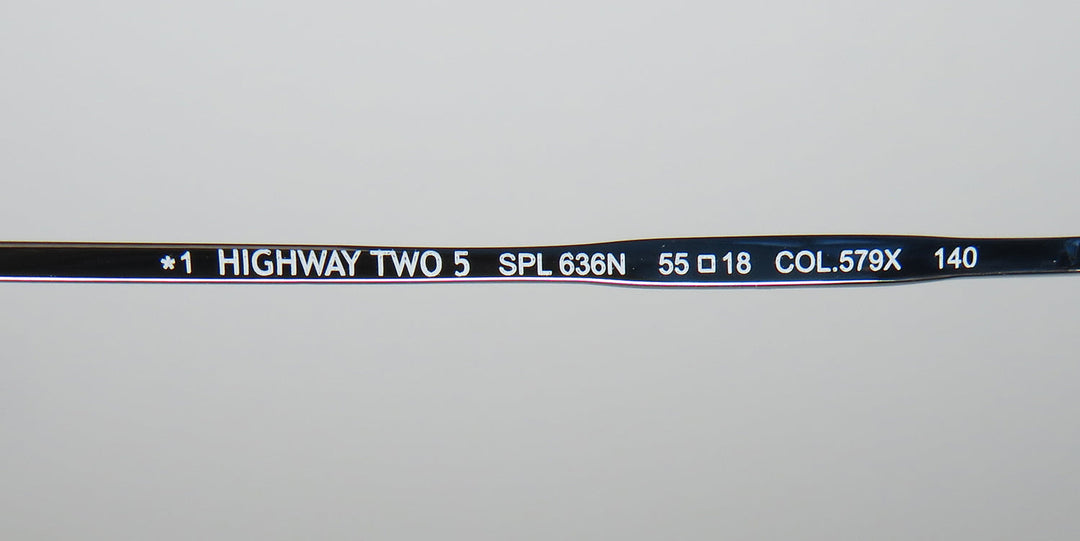 *1 HIGHWAY TWO 5 SPL 636N 55□18 COL.579X 140